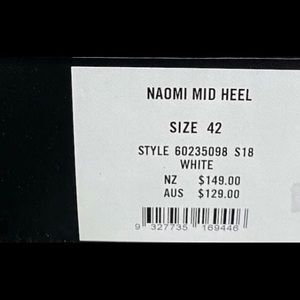 NAOMI MID HEEL
SIZE 42
STYLE 60235098 S18
WHITE
NZ $149.00
AUS $129.00
9 327735 169446